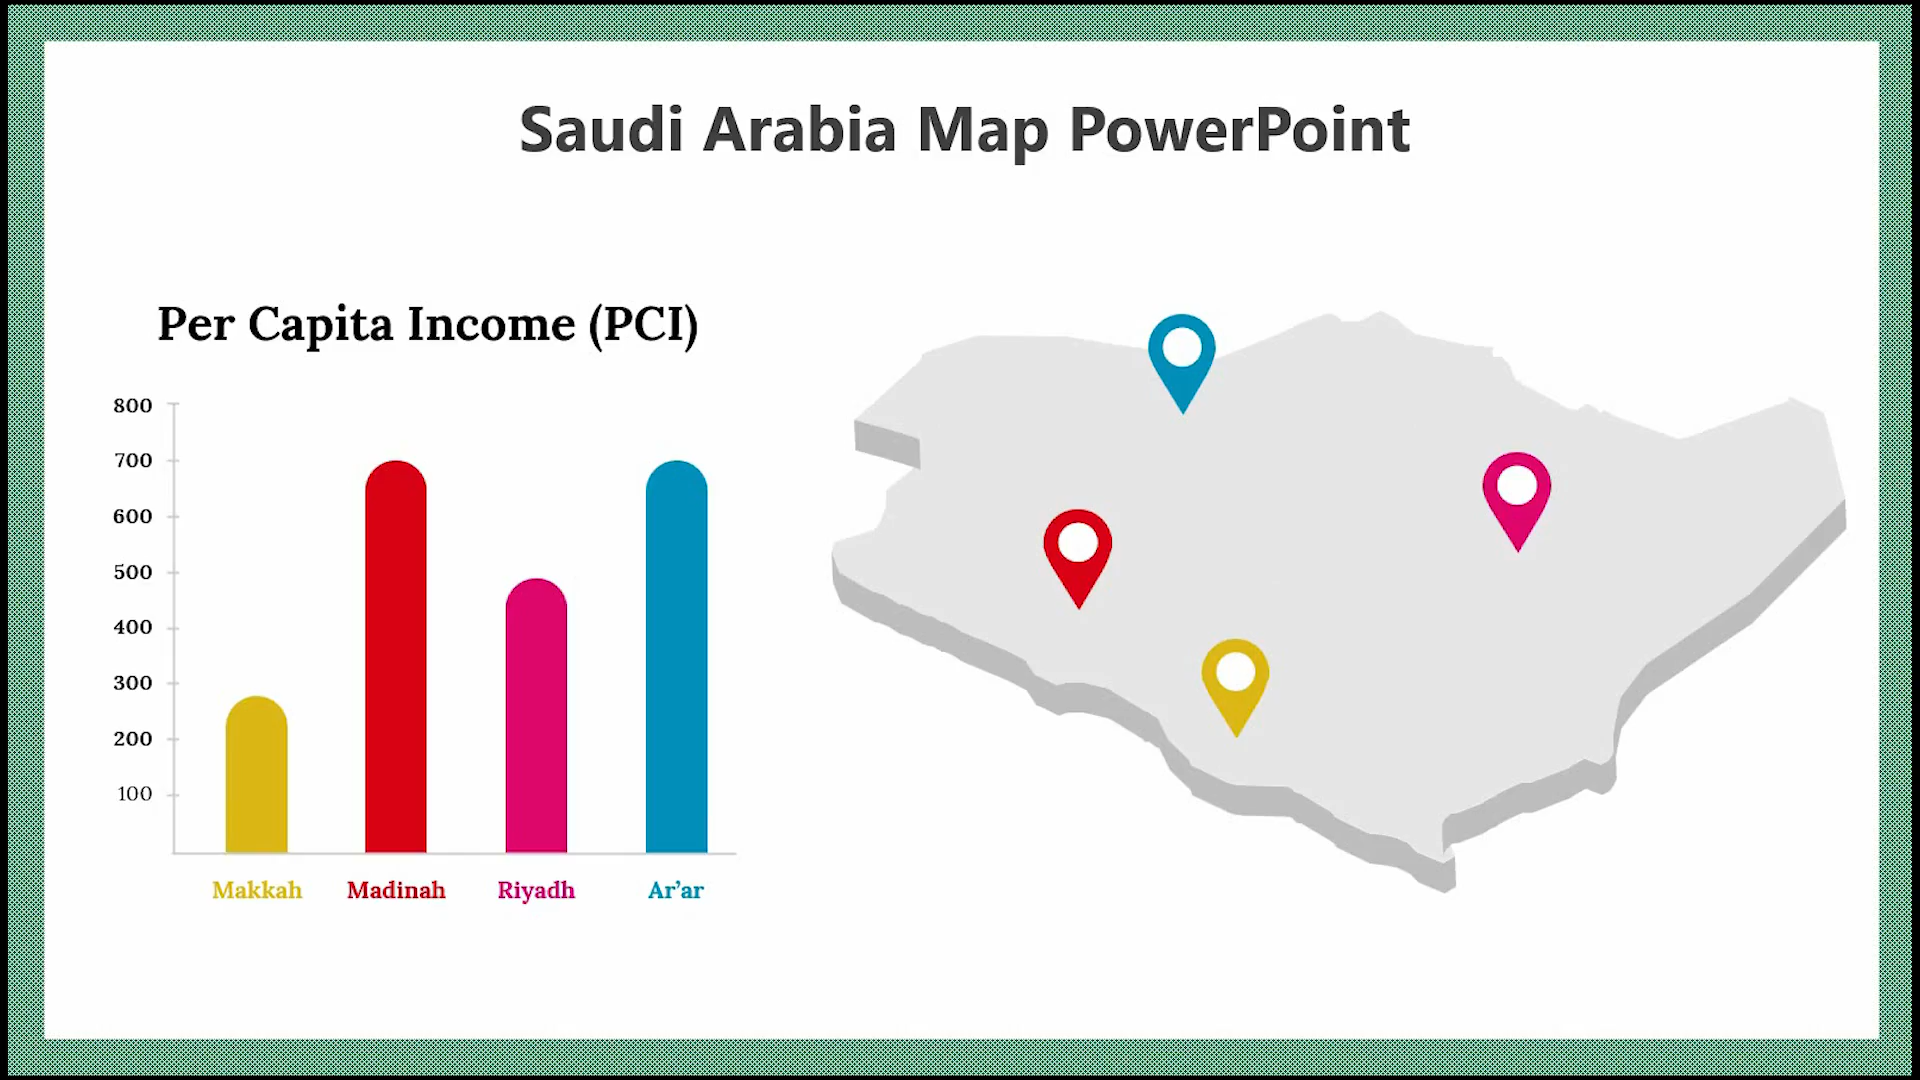 Saudi Arabia Map PowerPoint
Per Capita Income (PCI)
800
700
600
500
400
300
200
100
Makkah Madinah Riyadh Ar’ar